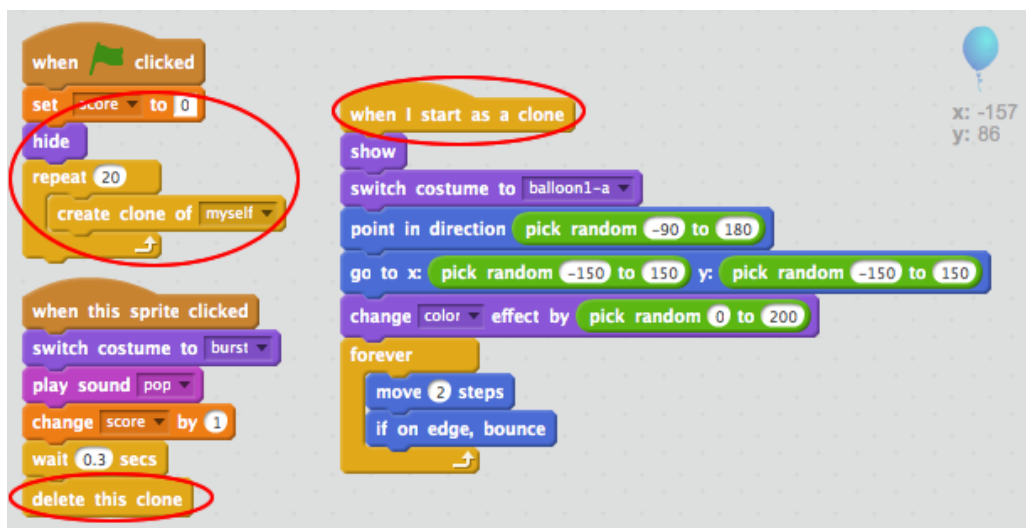 when clicked
set score to 0
hide
repeat 20
create clone of myself
when this sprite clicked
switch costume to burst
play sound pop
change score by 1
wait 0.3 secs
delete this clone
when I start as a clone
show
switch costume to balloon1-a
point in direction pick random -90 to 180
go to x: pick random -150 to 150 y: pick random -150 to 150
change color effect by pick random 0 to 200
forever
move 2 steps
if on edge, bounce
x: -157
y: 86